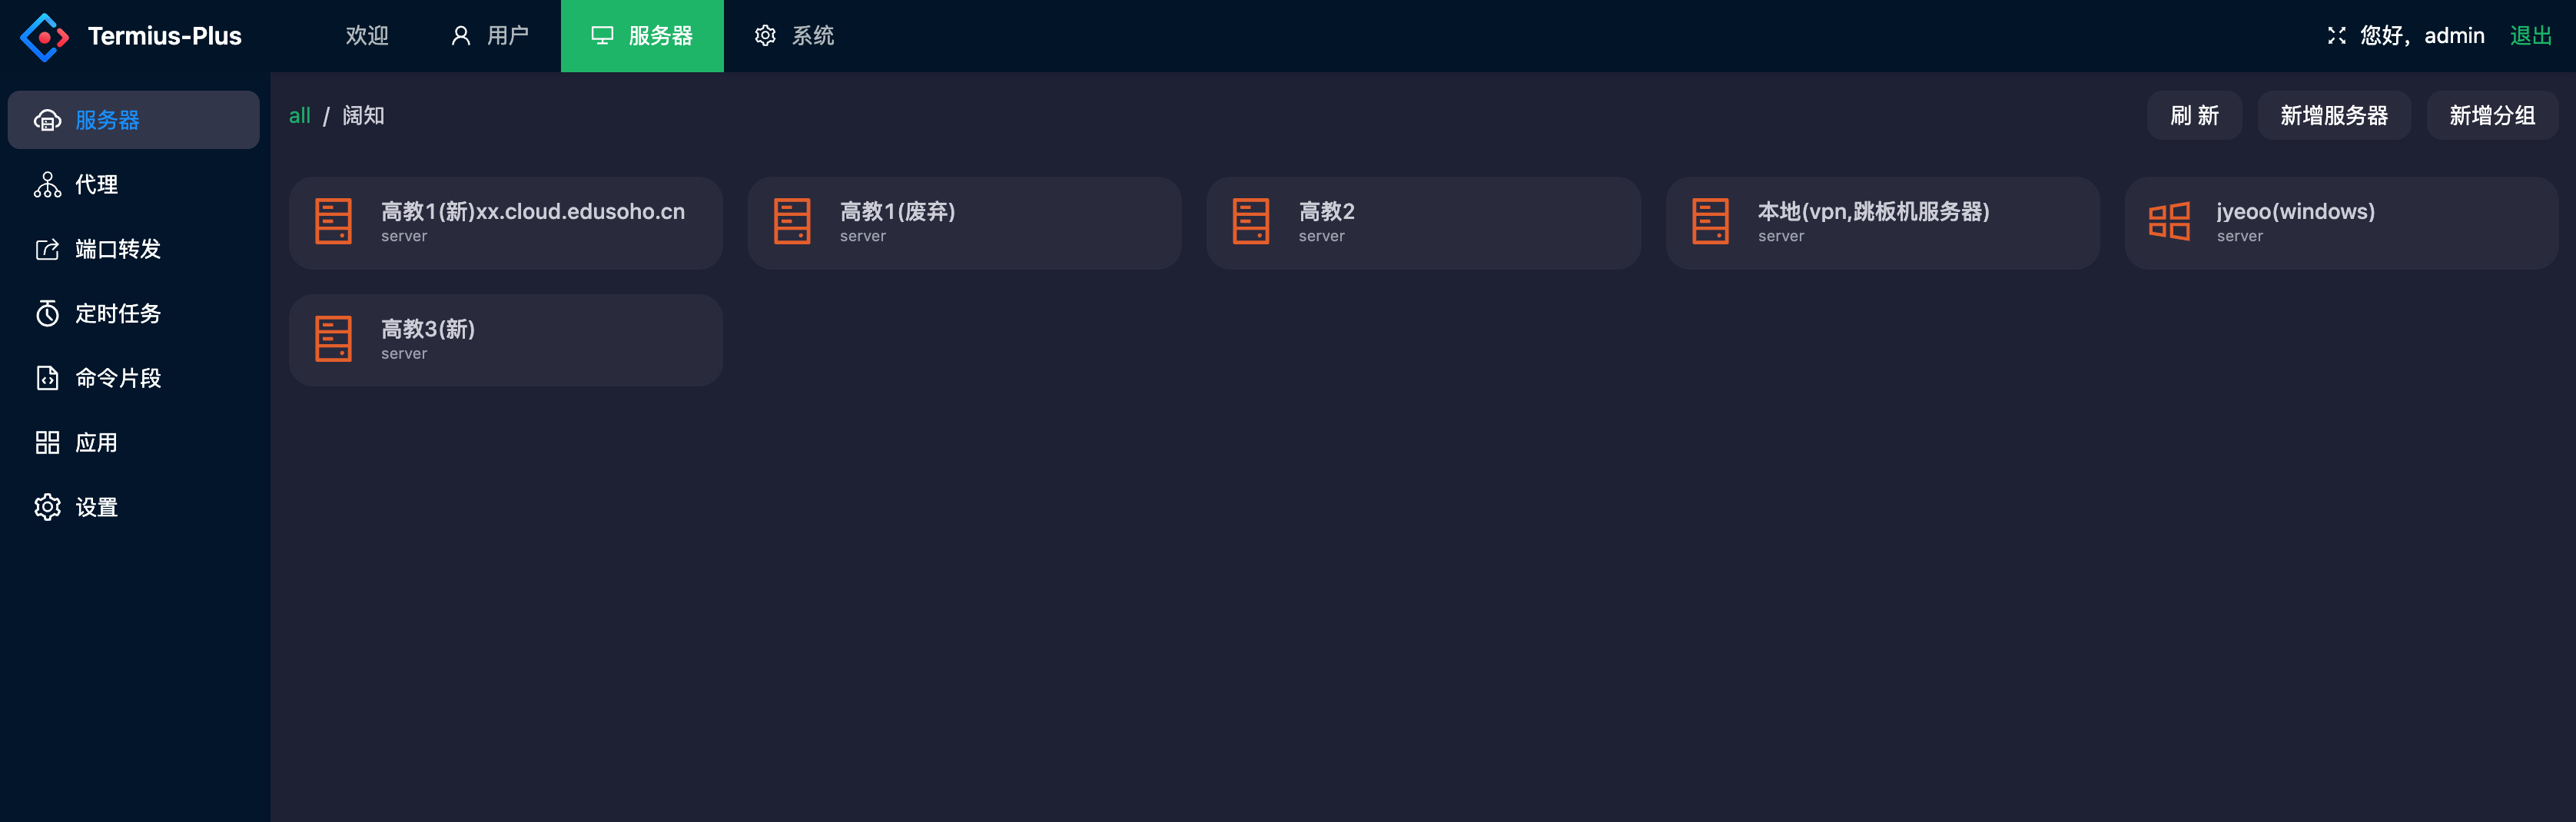 Termius-Plus
欢迎
用户
服务器
系统
您好，admin
退出
服务器
代理
端口转发
定时任务
命令片段
应用
设置
all / 阔知
刷 新
新增服务器
新增分组
高教1(新)xx.cloud.edusoho.cn
server
高教1(废弃)
server
高教2
server
本地(vpn,跳板机服务器)
server
jyeoo(windows)
server
高教3(新)
server